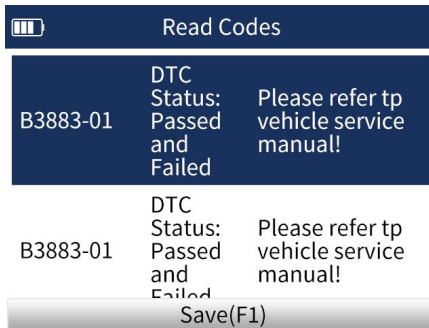 Read Codes
B3883-01
DTC
Status:
Passed
and
Failed
Please refer tp
vehicle service
manual!
B3883-01
DTC
Status:
Passed
and
Failed
Please refer tp
vehicle service
manual!
Save(F1)